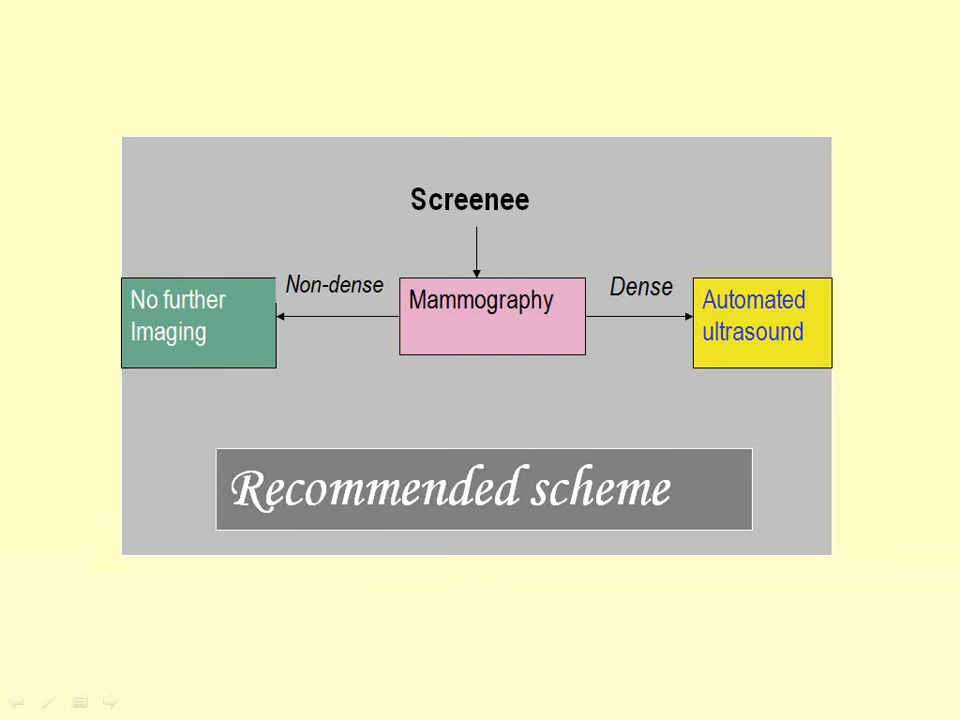 Screenee
Non-dense
Dense
No further
Imaging
Mammography
Automated
ultrasound
Recommended scheme